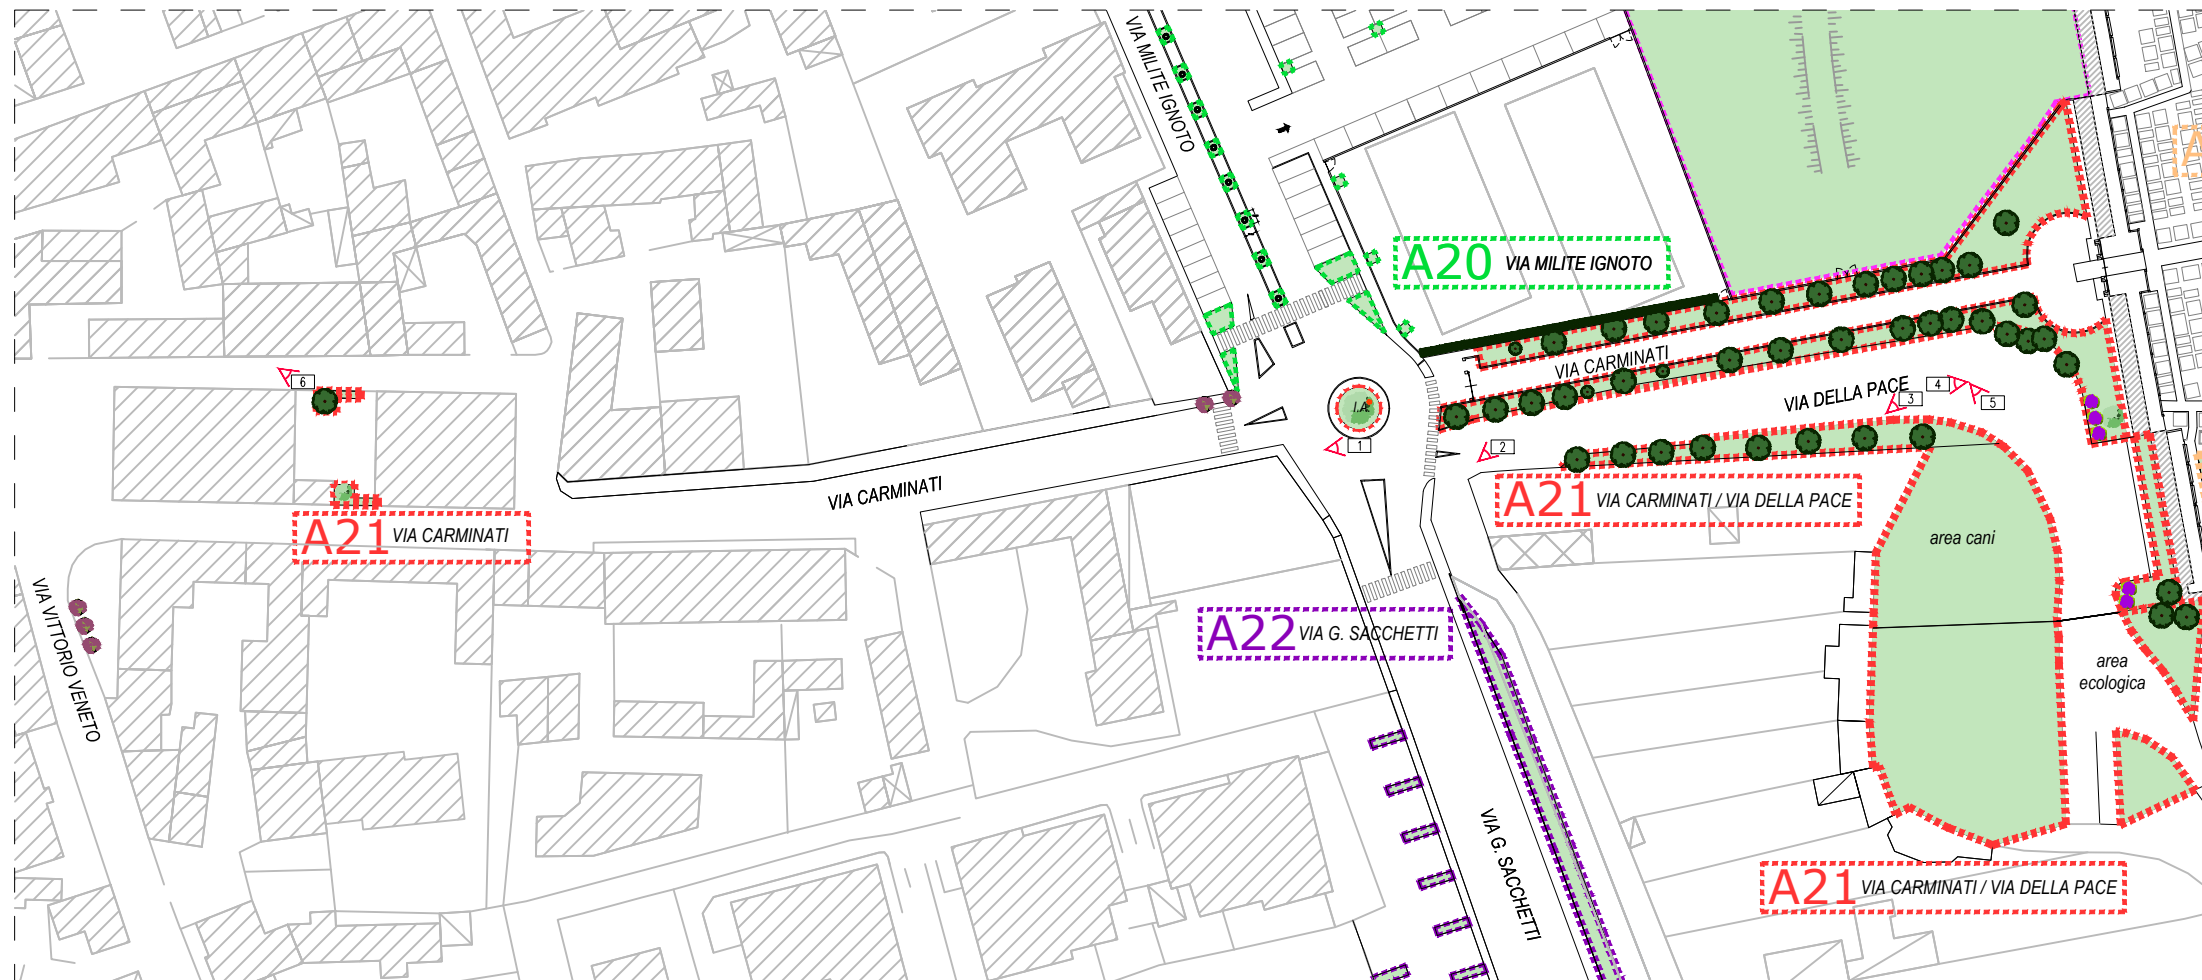 VIA MILITE IGNOTO
A20 VIA MILITE IGNOTO
VIA CARMINATI
VIA DELLA PACE
6
I.A.
1
2
3
4
5
VIA CARMINATI
A21 VIA CARMINATI
A21 VIA CARMINATI / VIA DELLA PACE
area cani
VIA VITTORIO VENETO
A22 VIA G. SACCHETTI
area
ecologica
VIA G. SACCHETTI
A21 VIA CARMINATI / VIA DELLA PACE